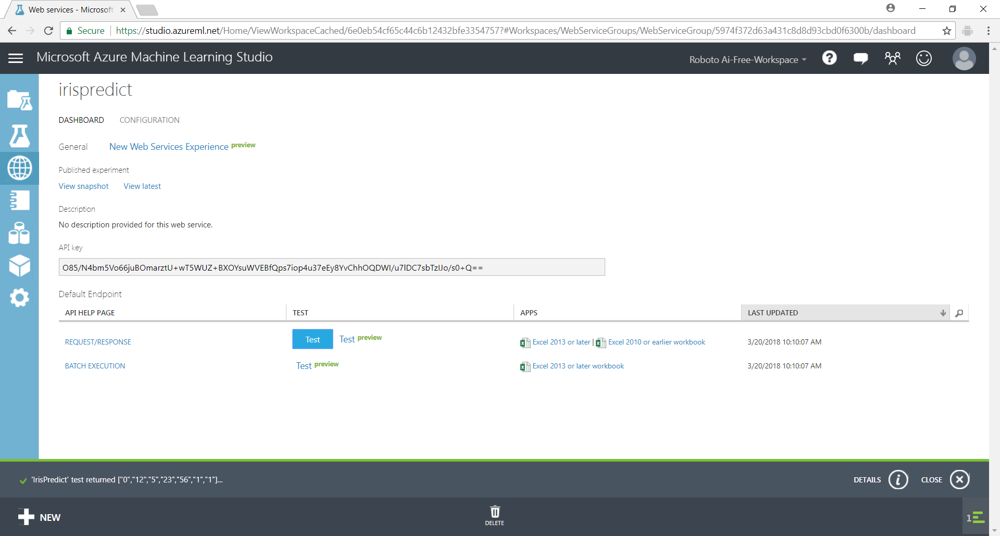 Web services - Microsoft
Secure https://studio.azureml.net/Home/ViewWorkspaceCached/6e0eb54cf65c44c6b12432bfe3354757?#Workspaces/WebServiceGroups/WebServiceGroup/5974f372d63a431c8d8d93cbd0f6300b/dashboard
Microsoft Azure Machine Learning Studio
Roboto Ai-Free-Workspace
irispredict
DASHBOARD CONFIGURATION
General New Web Services Experience preview
Published experiment
View snapshot View latest
Description
No description provided for this web service.
API key
O85/N4bm5Vo66juBOmarztU+wT5WUZ+BXOYsuWVEBfQps7iop4u37eEy8YvChhOQDWI/u7lDC7sbTzIJo/s0+Q==
Default Endpoint
API HELP PAGE TEST APPS LAST UPDATED
REQUEST/RESPONSE Test Test preview Excel 2013 or later | Excel 2010 or earlier workbook 3/20/2018 10:10:07 AM
BATCH EXECUTION Test preview Excel 2013 or later workbook 3/20/2018 10:10:07 AM
'IrisPredict' test returned ["0","12","5","23","56","1","1"]...
DETAILS CLOSE
NEW
DELETE
1